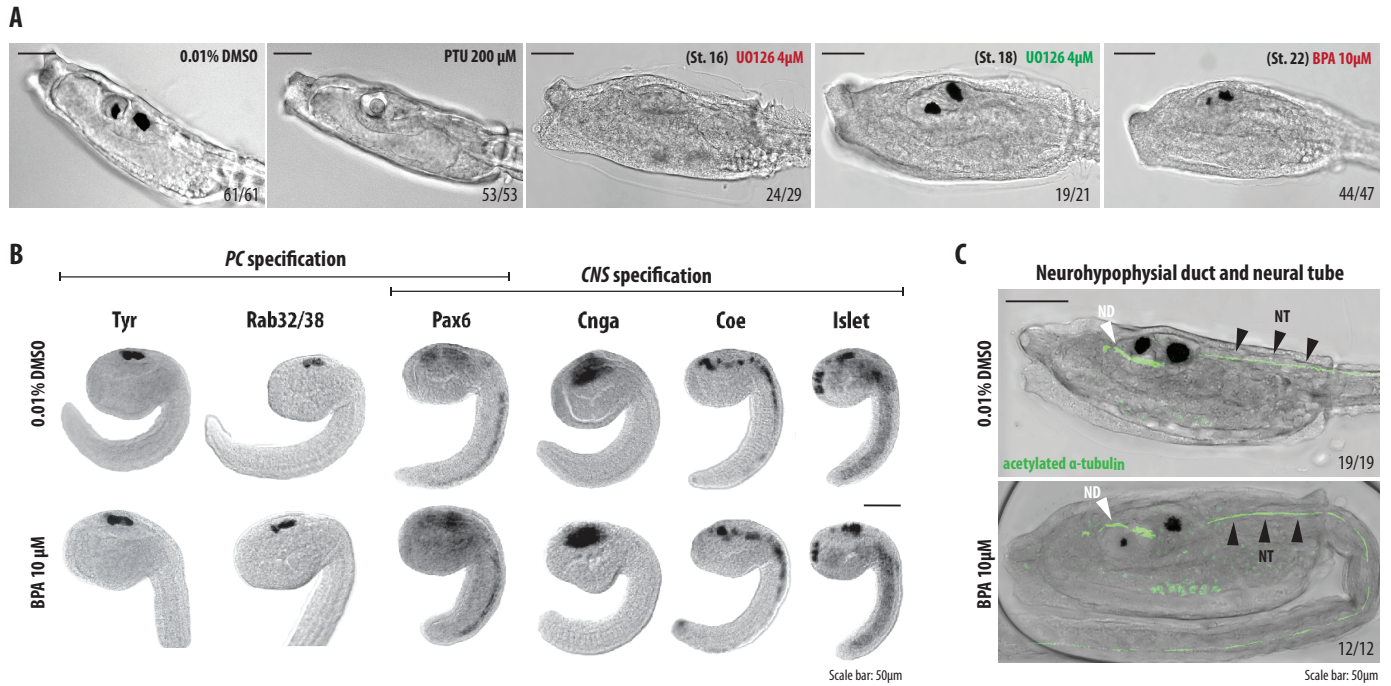 A
0.01% DMSO
61/61
PTU 200 µM
53/53
(St. 16) UO126 4µM
24/29
(St. 18) UO126 4µM
19/21
(St. 22) BPA 10µM
44/47
B
PC specification
CNS specification
Tyr
Rab32/38
Pax6
Cnga
Coe
Islet
0.01% DMSO
BPA 10 µM
Scale bar: 50µm
C
Neurohypophysial duct and neural tube
0.01% DMSO
ND
NT
acetylated α-tubulin
19/19
BPA 10µM
ND
NT
12/12
Scale bar: 50µm